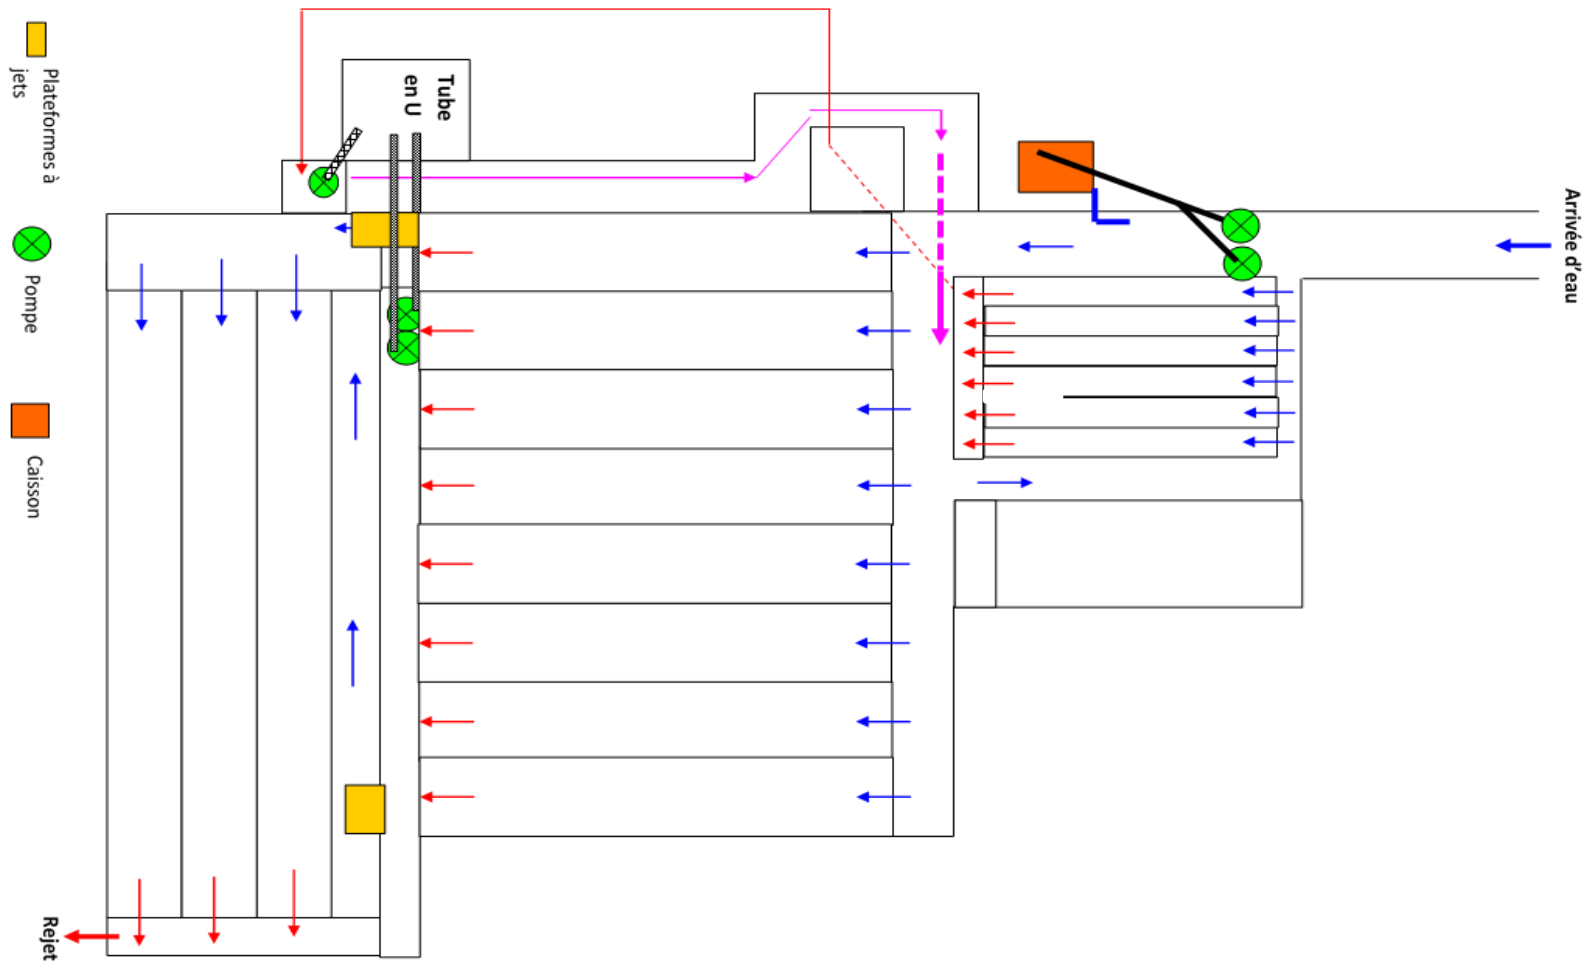 Plateformes à
jets
Pompe
Caisson
Tube
en U
Arrivée d'eau
Rejet